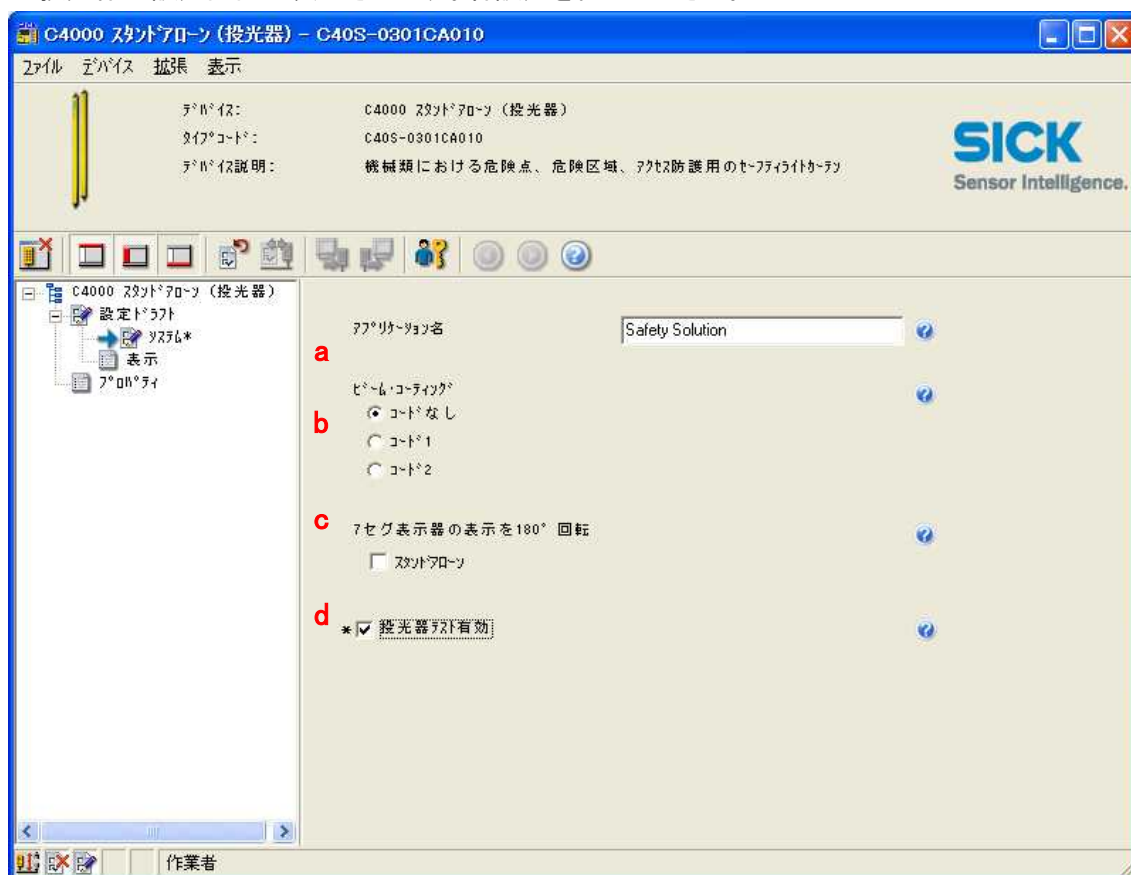 C4000 ｽﾀﾝﾄﾞｱﾛｰﾝ (投光器) - C40S-0301CA010
ﾌｧｲﾙ ﾃﾞﾊﾞｲｽ 拡張 表示
ﾃﾞﾊﾞｲｽ: C4000 ｽﾀﾝﾄﾞｱﾛｰﾝ (投光器)
ﾀｲﾌﾟｺｰﾄﾞ: C40S-0301CA010
ﾃﾞﾊﾞｲｽ説明: 機械類における危険点、危険区域、ｱｸｾｽ防護用のｾｰﾌﾃｨﾗｲﾄｶｰﾃﾝ
SICK
Sensor Intelligence.
C4000 ｽﾀﾝﾄﾞｱﾛｰﾝ (投光器)
設定ﾄﾞﾗﾌﾄ
ｼｽﾃﾑ*
表示
ﾌﾟﾛﾊﾟﾃｨ
a
ｱﾌﾟﾘｹｰｼｮﾝ名 Safety Solution
b
ﾋﾞｰﾑ･ｺｰﾃｨﾝｸﾞ
ｺｰﾄﾞなし
ｺｰﾄﾞ1
ｺｰﾄﾞ2
c 7セグ表示器の表示を180° 回転
ｽﾀﾝﾄﾞｱﾛｰﾝ
d * 投光器ﾃｽﾄ有効
作業者